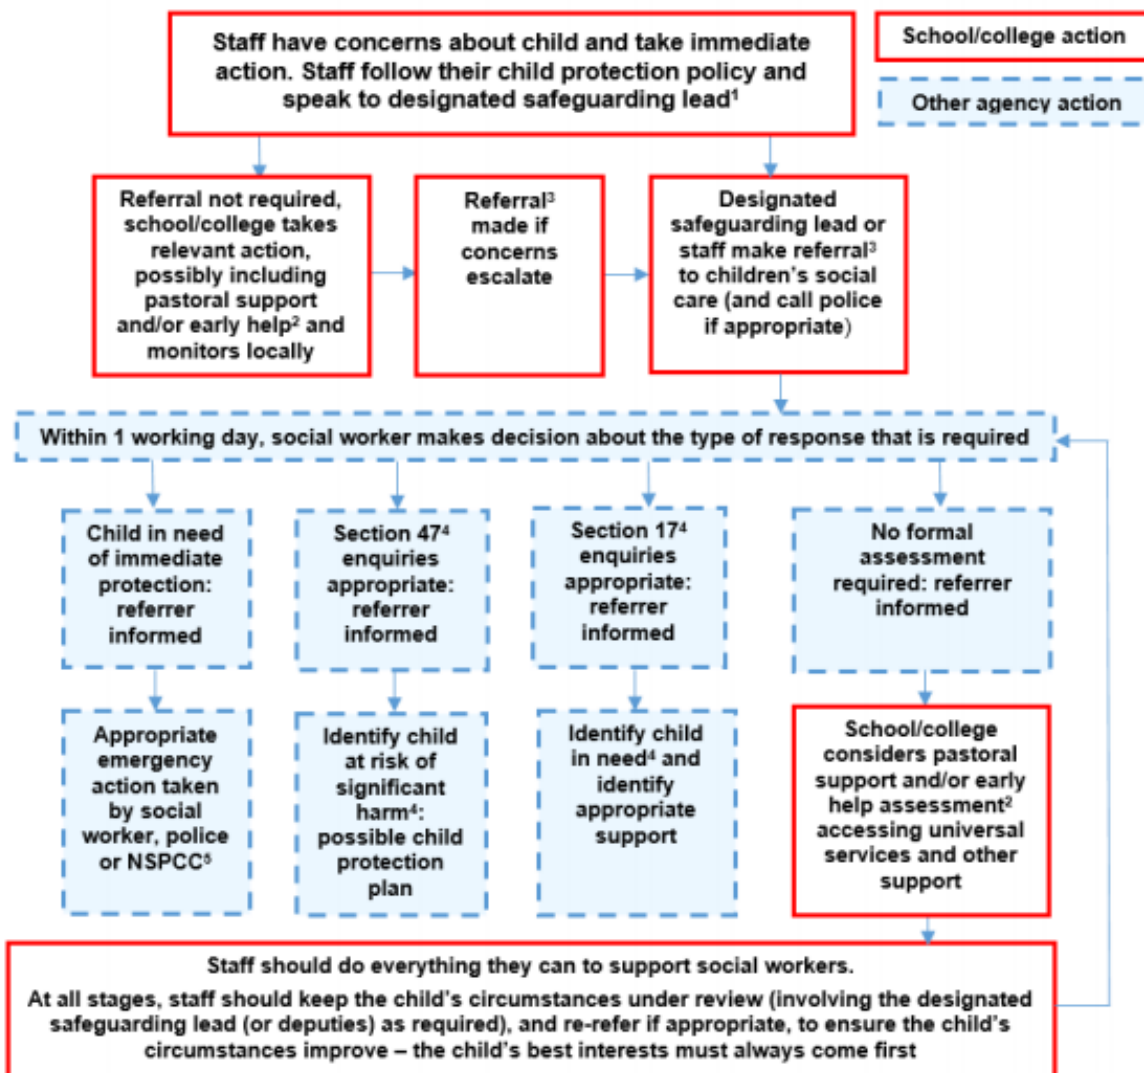 Staff have concerns about child and take immediate
action. Staff follow their child protection policy and
speak to designated safeguarding lead¹
School/college action
Other agency action
Referral not required,
school/college takes
relevant action,
possibly including
pastoral support
and/or early help² and
monitors locally
Referral³
made if
concerns
escalate
Designated
safeguarding lead or
staff make referral³
to children’s social
care (and call police
if appropriate)
Within 1 working day, social worker makes decision about the type of response that is required
Child in need
of immediate
protection:
referrer
informed
Section 47⁴
enquiries
appropriate:
referrer
informed
Section 17⁴
enquiries
appropriate:
referrer
informed
No formal
assessment
required: referrer
informed
Appropriate
emergency
action taken
by social
worker, police
or NSPCC⁵
Identify child
at risk of
significant
harm⁴:
possible child
protection
plan
Identify child
in need⁴ and
identify
appropriate
support
School/college
considers pastoral
support and/or early
help assessment²
accessing universal
services and other
support
Staff should do everything they can to support social workers.
At all stages, staff should keep the child’s circumstances under review (involving the designated
safeguarding lead (or deputies) as required), and re-refer if appropriate, to ensure the child’s
circumstances improve – the child’s best interests must always come first